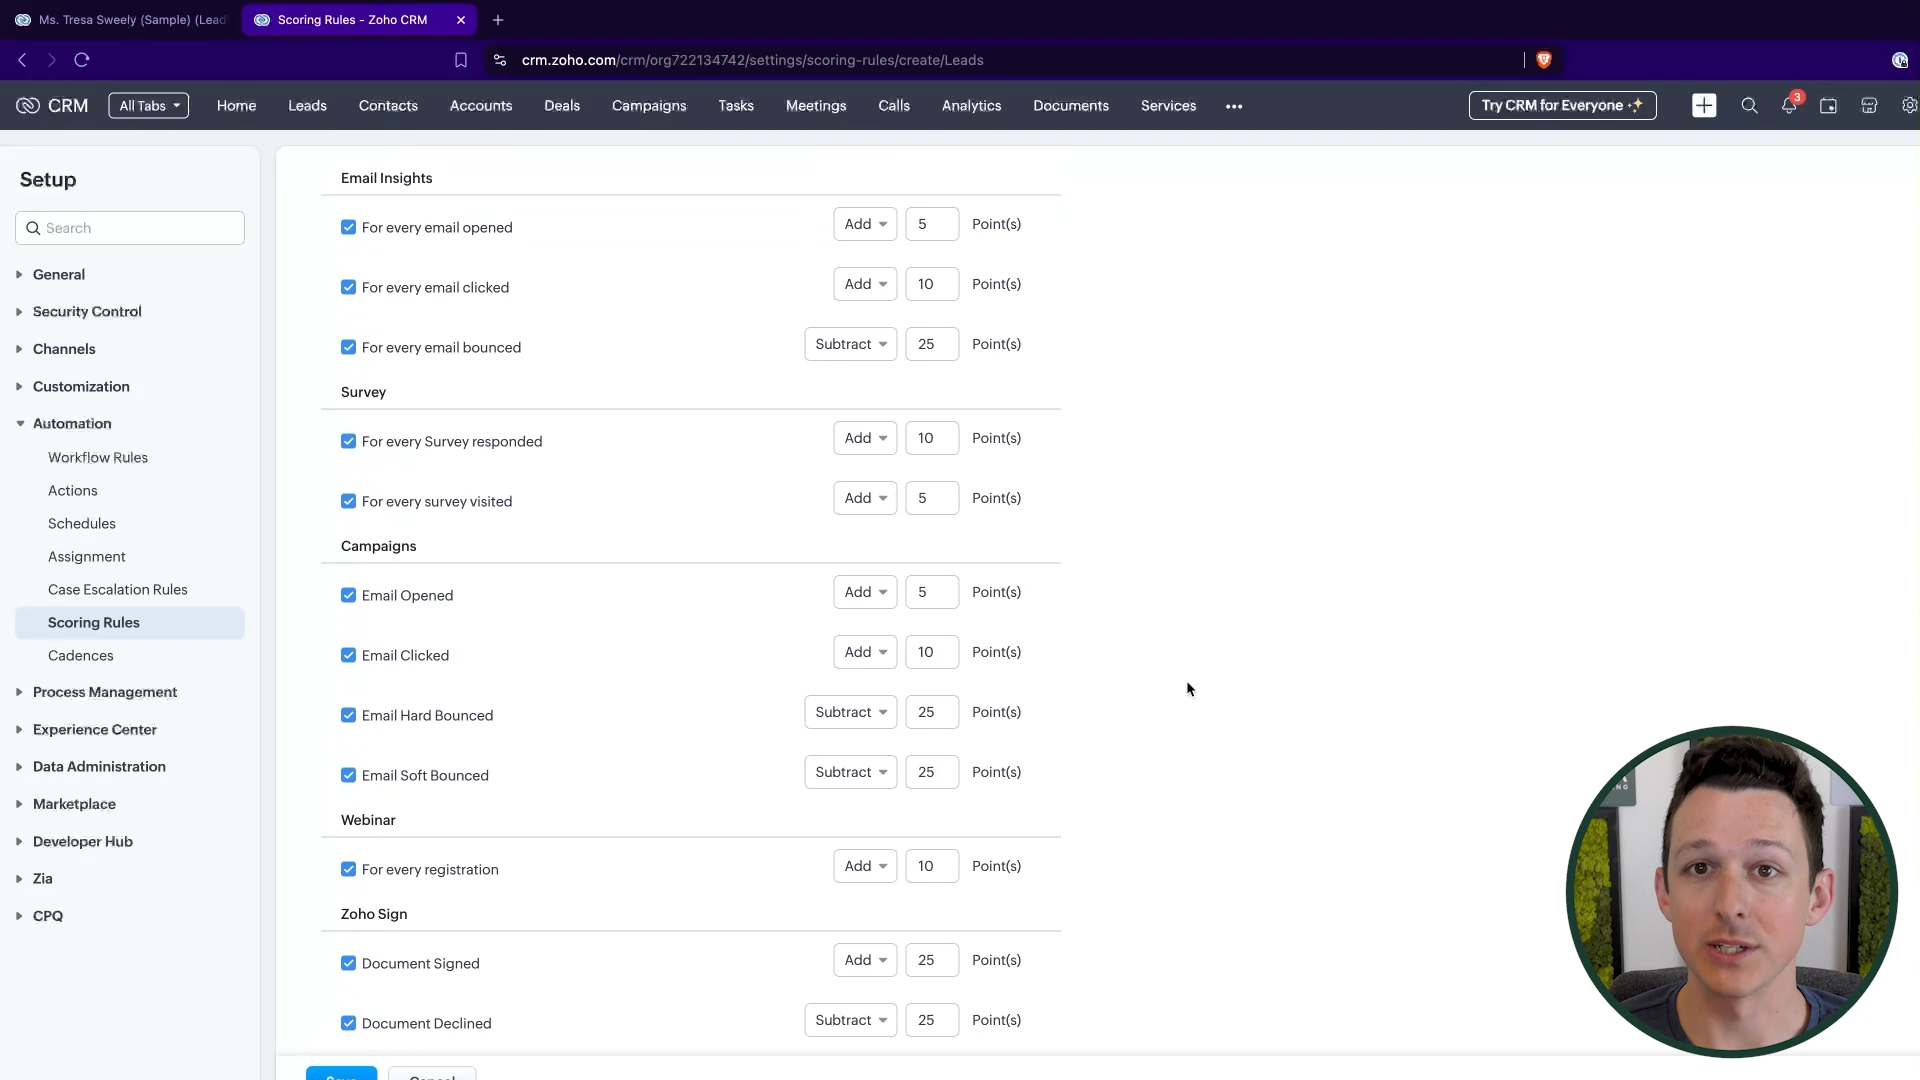 Ms. Tresa Sweely (Sample) (Lead
Scoring Rules - Zoho CRM
crm.zoho.com/crm/org722134742/settings/scoring-rules/create/Leads
CRM
All Tabs
Home
Leads
Contacts
Accounts
Deals
Campaigns
Tasks
Meetings
Calls
Analytics
Documents
Services
Try CRM for Everyone
3
Setup
Search
General
Security Control
Channels
Customization
Automation
Workflow Rules
Actions
Schedules
Assignment
Case Escalation Rules
Scoring Rules
Cadences
Process Management
Experience Center
Data Administration
Marketplace
Developer Hub
Zia
CPQ
Email Insights
For every email opened Add 5 Point(s)
For every email clicked Add 10 Point(s)
For every email bounced Subtract 25 Point(s)
Survey
For every Survey responded Add 10 Point(s)
For every survey visited Add 5 Point(s)
Campaigns
Email Opened Add 5 Point(s)
Email Clicked Add 10 Point(s)
Email Hard Bounced Subtract 25 Point(s)
Email Soft Bounced Subtract 25 Point(s)
Webinar
For every registration Add 10 Point(s)
Zoho Sign
Document Signed Add 25 Point(s)
Document Declined Subtract 25 Point(s)
Save
Cancel